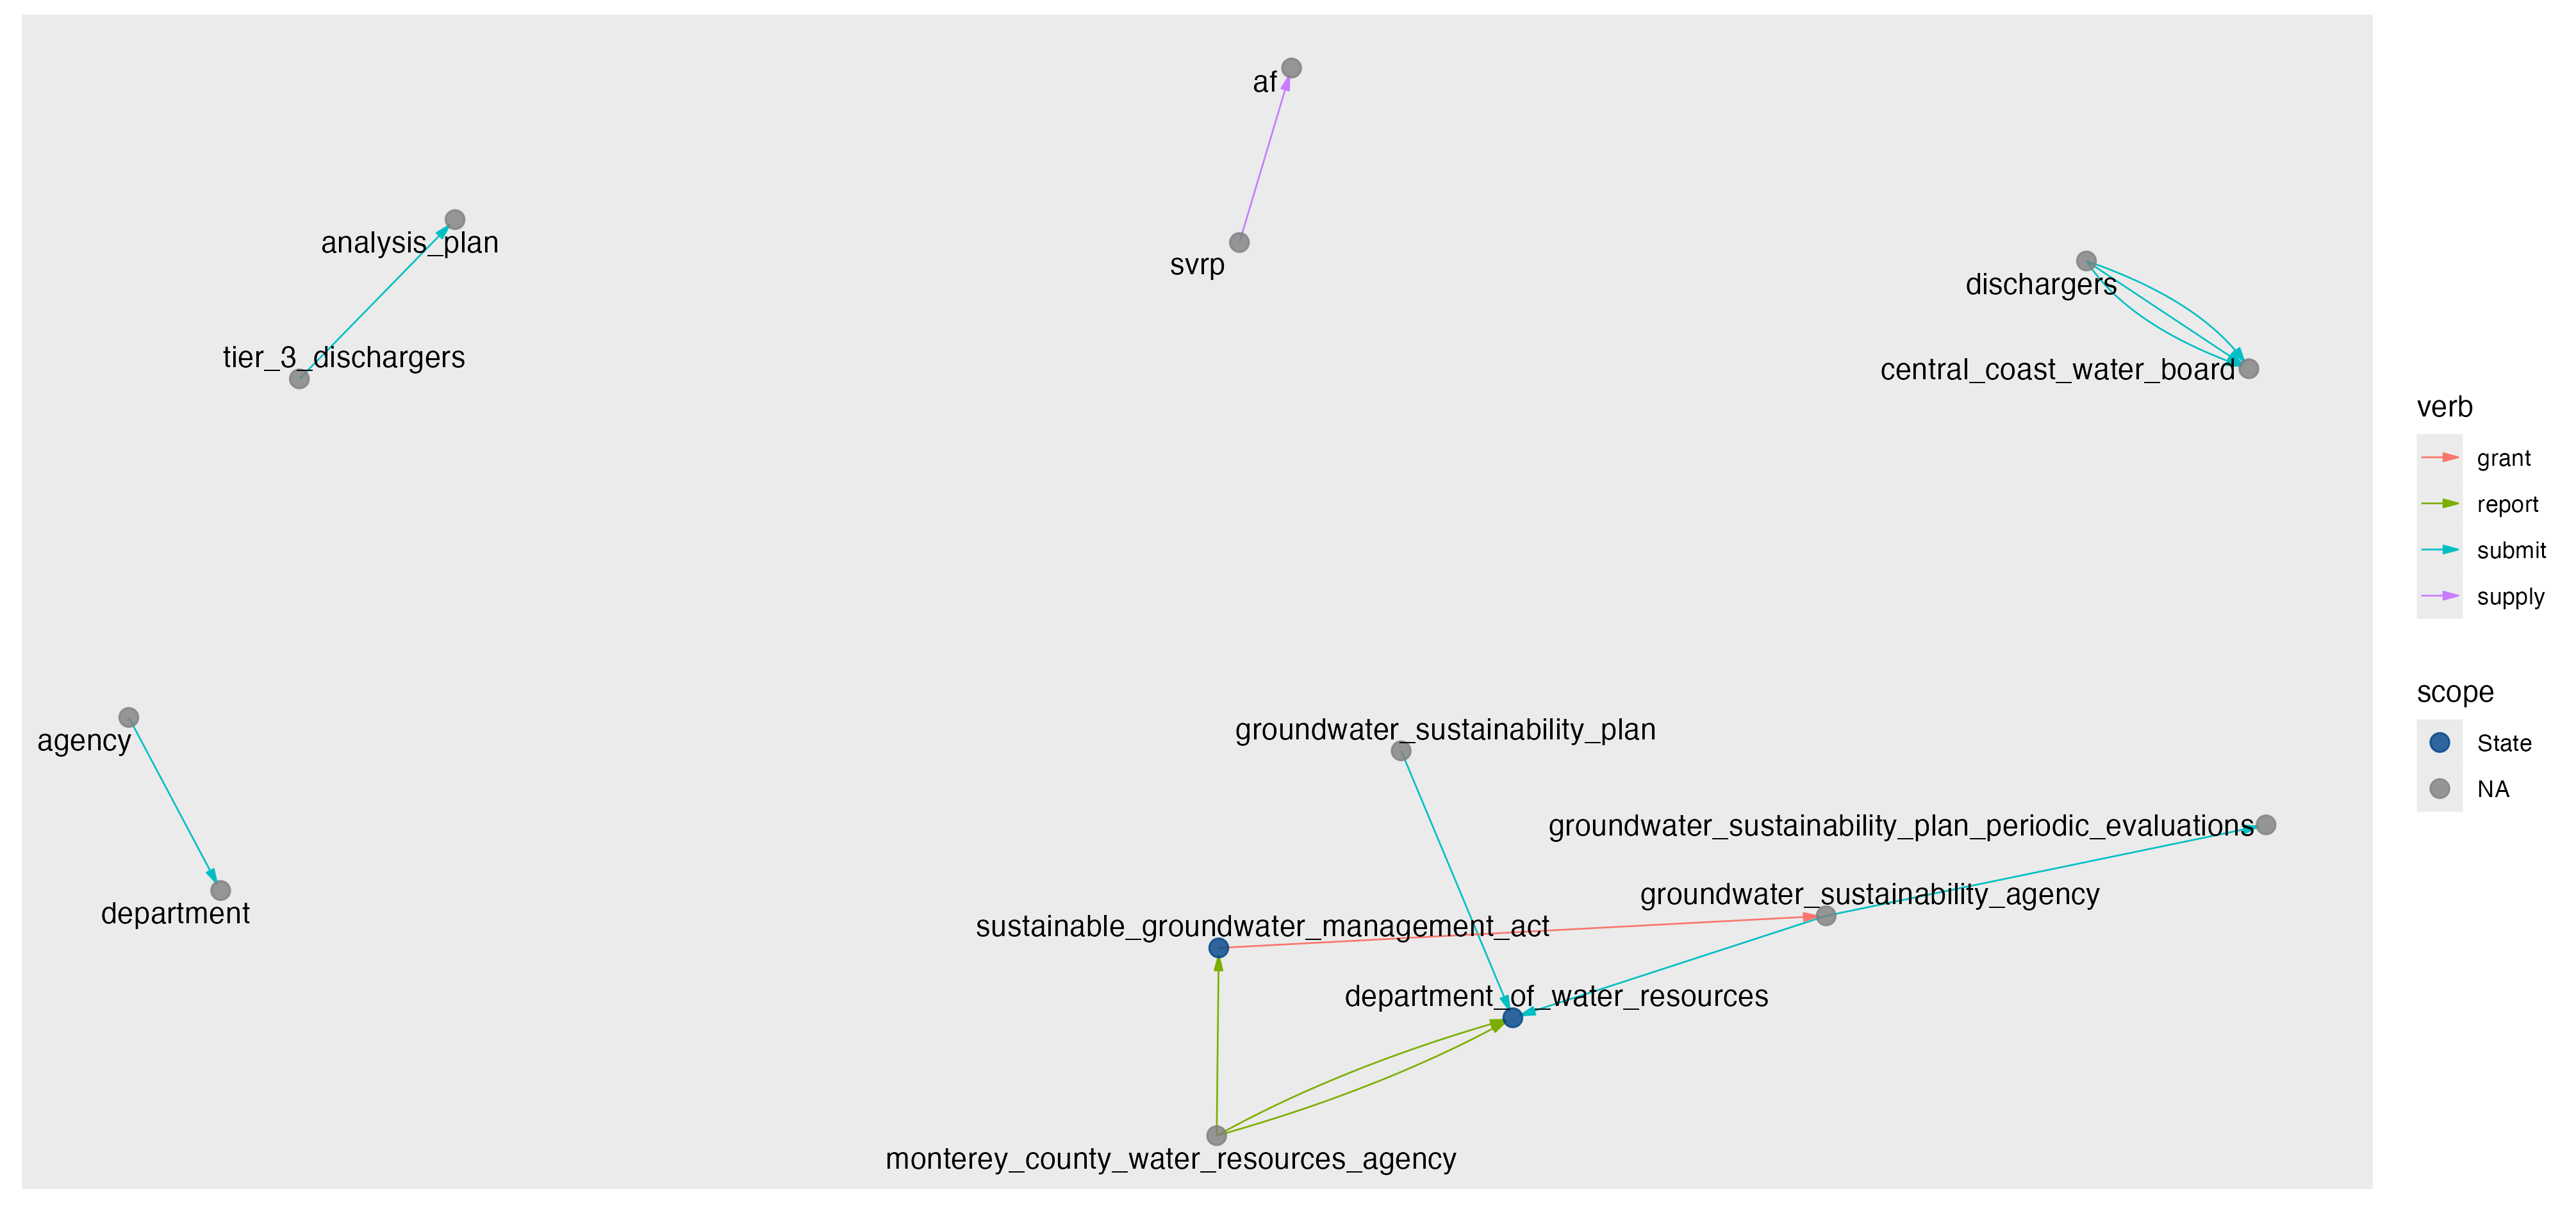 af
analysis_plan
svrp
dischargers
tier_3_dischargers
central_coast_water_board
agency
groundwater_sustainability_plan
groundwater_sustainability_plan_periodic_evaluations
groundwater_sustainability_agency
department
sustainable_groundwater_management_act
department_of_water_resources
monterey_county_water_resources_agency
verb
grant
report
submit
supply
scope
State
NA